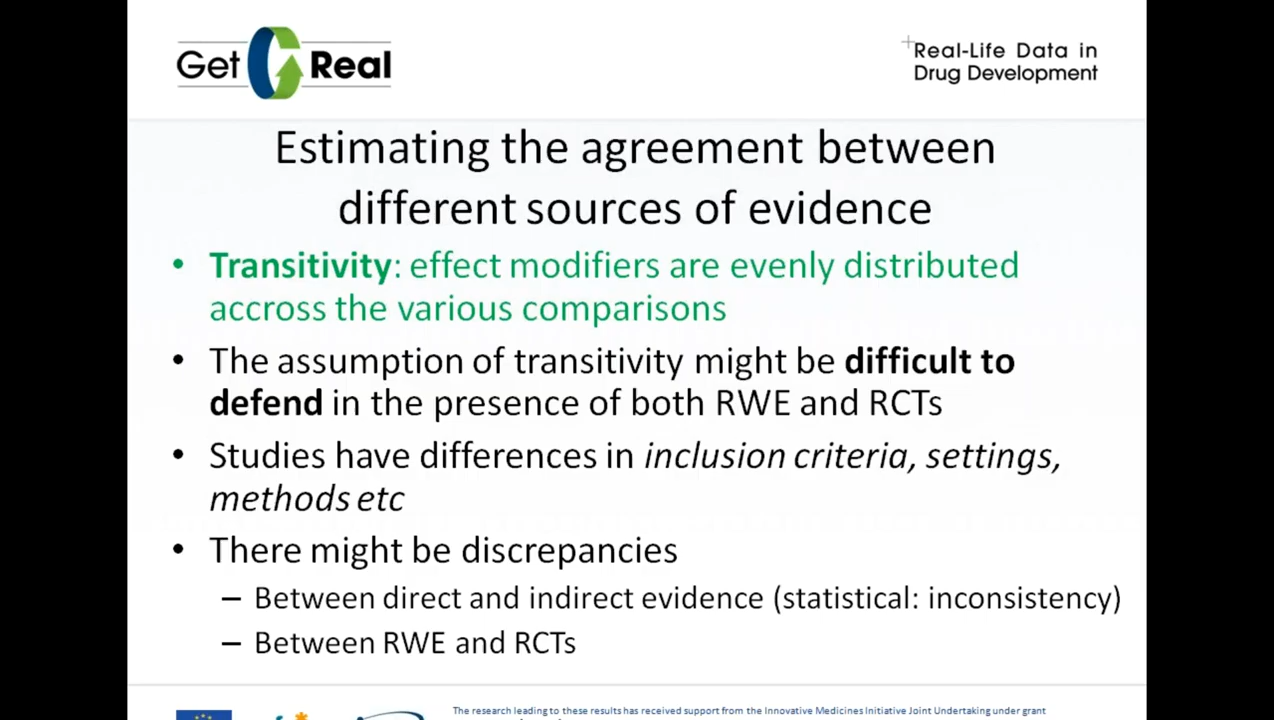 Get Real
Real-Life Data in
Drug Development
Estimating the agreement between
different sources of evidence
• Transitivity: effect modifiers are evenly distributed
accross the various comparisons
• The assumption of transitivity might be difficult to
defend in the presence of both RWE and RCTs
• Studies have differences in inclusion criteria, settings,
methods etc
• There might be discrepancies
– Between direct and indirect evidence (statistical: inconsistency)
– Between RWE and RCTs
The research leading to these results has received support from the Innovative Medicines Initiative Joint Undertaking under grant